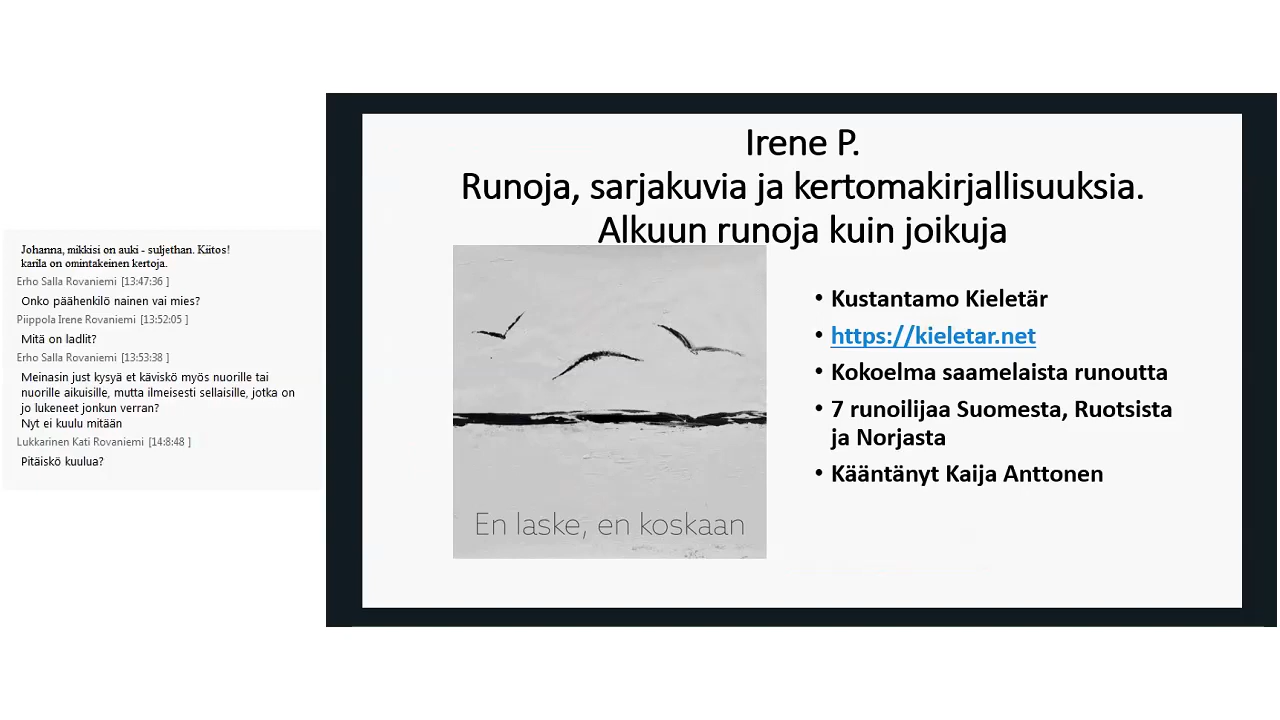 Johanna, mikkisi on auki - suljethan. Kiitos!
karila on omintakeinen kertoja.
Erho Salla Rovaniemi [13:47:36 ]
Onko päähenkilö nainen vai mies?
Piippola Irene Rovaniemi [13:52:05 ]
Mitä on ladlit?
Erho Salla Rovaniemi [13:53:38 ]
Meinasin just kysyä et käviskö myös nuorille tai
nuorille aikuisille, mutta ilmeisesti sellaisille, jotka on
jo lukeneet jonkun verran?
Nyt ei kuulu mitään
Lukkarinen Kati Rovaniemi [14:8:48 ]
Pitäiskö kuulua?
Irene P.
Runoja, sarjakuvia ja kertomakirjallisuuksia.
Alkuun runoja kuin joikuja
En laske, en koskaan
• Kustantamo Kieletär
• https://kieletar.net
• Kokoelma saamelaista runoutta
• 7 runoilijaa Suomesta, Ruotsista
ja Norjasta
• Kääntänyt Kaija Anttonen